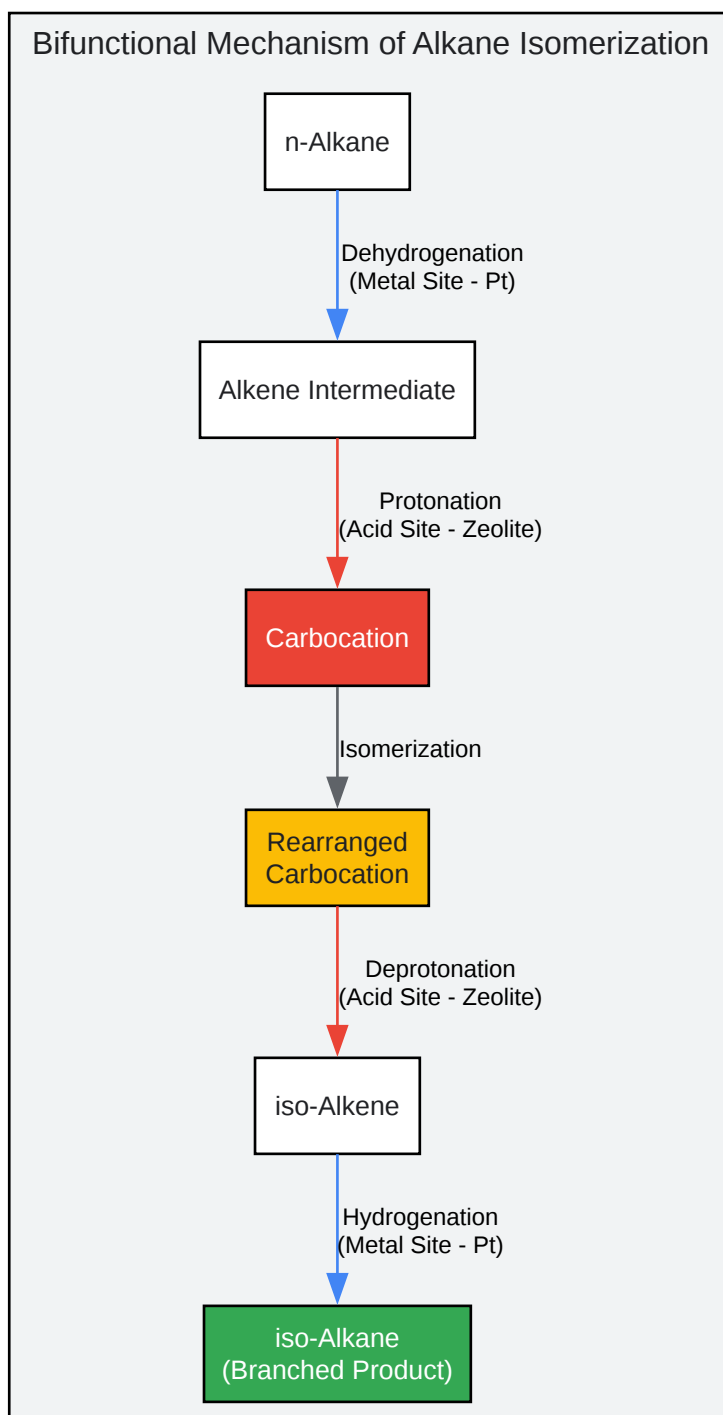 Bifunctional Mechanism of Alkane Isomerization
n-Alkane
Dehydrogenation
(Metal Site - Pt)
Alkene Intermediate
Protonation
(Acid Site - Zeolite)
Carbocation
Isomerization
Rearranged
Carbocation
Deprotonation
(Acid Site - Zeolite)
iso-Alkene
Hydrogenation
(Metal Site - Pt)
iso-Alkane
(Branched Product)